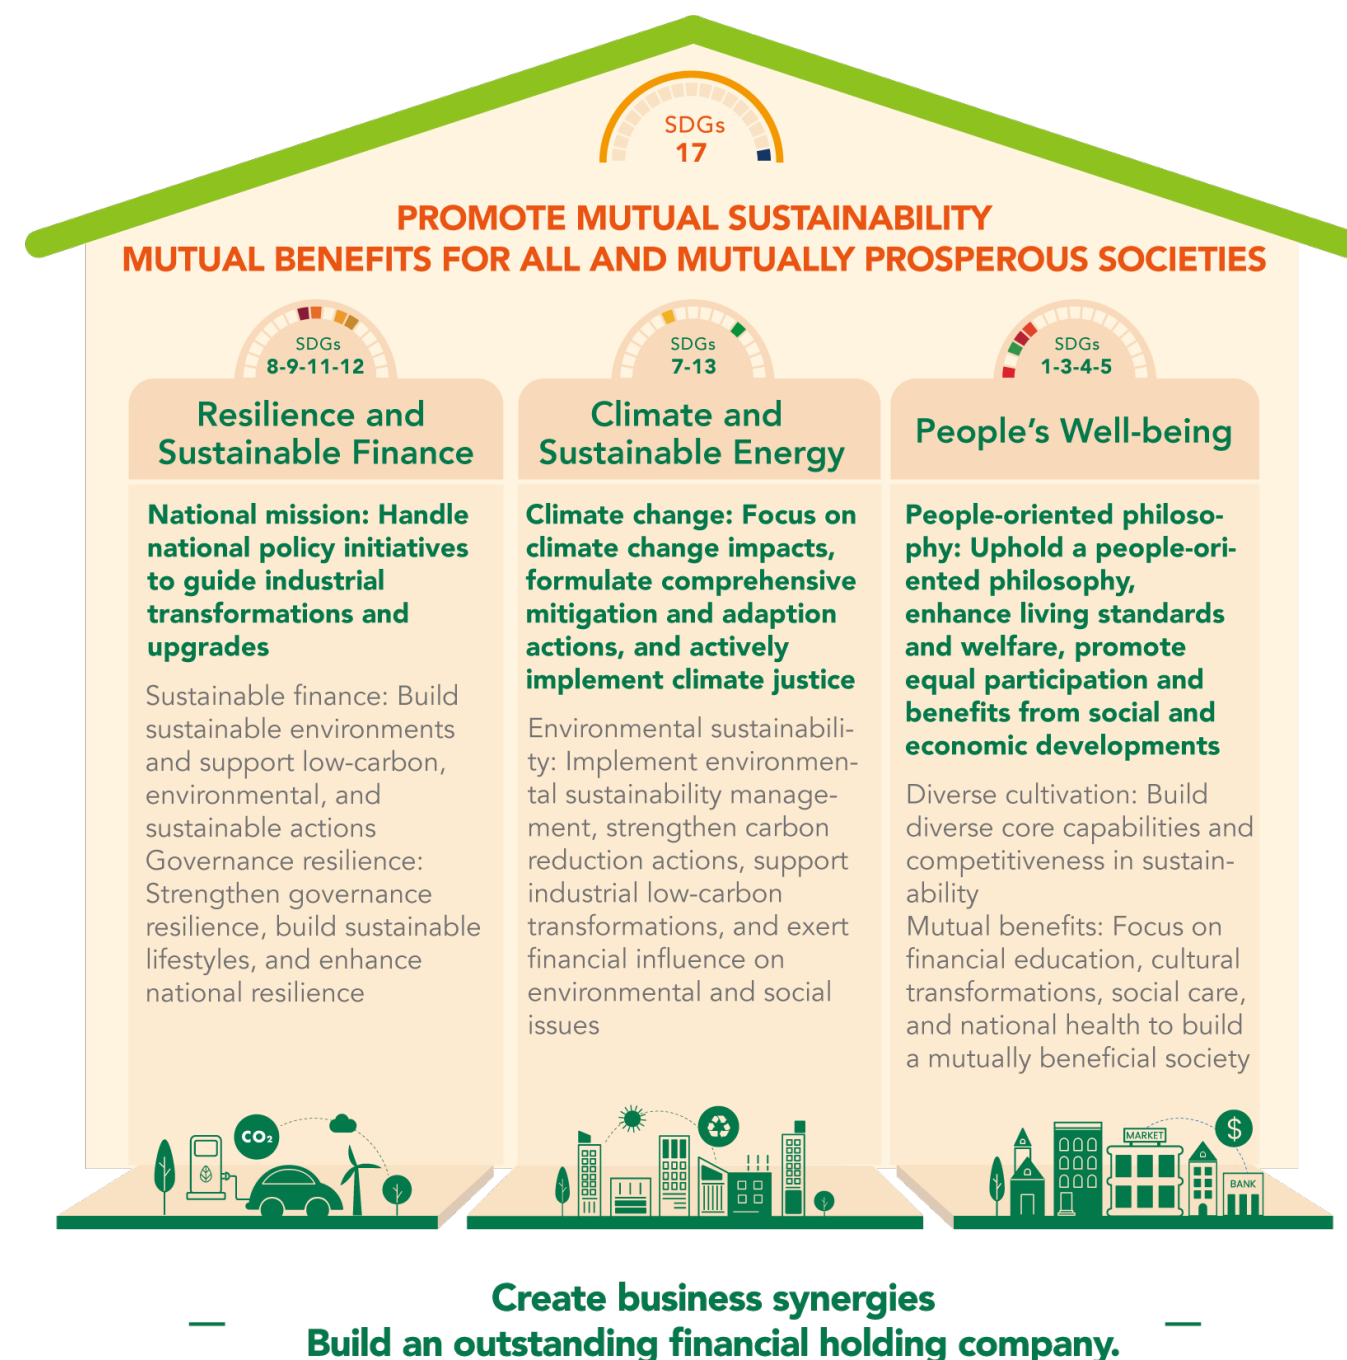 SDGs
17
PROMOTE MUTUAL SUSTAINABILITY
MUTUAL BENEFITS FOR ALL AND MUTUALLY PROSPEROUS SOCIETIES
SDGs
8-9-11-12
Resilience and
Sustainable Finance
National mission: Handle
national policy initiatives
to guide industrial
transformations and
upgrades
Sustainable finance: Build
sustainable environments
and support low-carbon,
environmental, and
sustainable actions
Governance resilience:
Strengthen governance
resilience, build sustainable
lifestyles, and enhance
national resilience
CO₂
SDGs
7-13
Climate and
Sustainable Energy
Climate change: Focus on
climate change impacts,
formulate comprehensive
mitigation and adaption
actions, and actively
implement climate justice
Environmental sustainabili-
ty: Implement environmen-
tal sustainability manage-
ment, strengthen carbon
reduction actions, support
industrial low-carbon
transformations, and exert
financial influence on
environmental and social
issues
SDGs
1-3-4-5
People’s Well-being
People-oriented philoso-
phy: Uphold a people-ori-
ented philosophy,
enhance living standards
and welfare, promote
equal participation and
benefits from social and
economic developments
Diverse cultivation: Build
diverse core capabilities and
competitiveness in sustain-
ability
Mutual benefits: Focus on
financial education, cultural
transformations, social care,
and national health to build
a mutually beneficial society
MARKET
$
BANK
Create business synergies
Build an outstanding financial holding company.